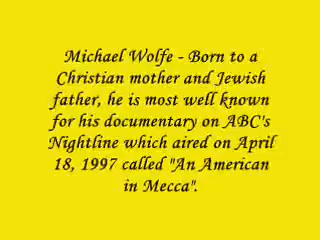 Michael Wolfe - Born to a
Christian mother and Jewish
father, he is most well known
for his documentary on ABC's
Nightline which aired on April
18, 1997 called "An American
in Mecca".